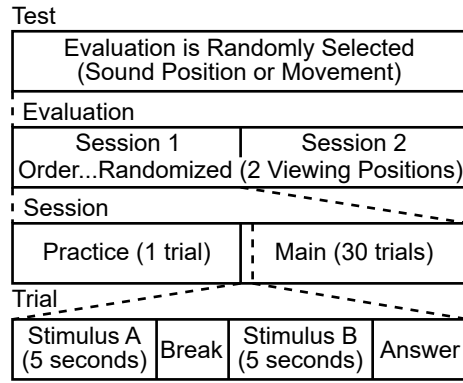 Test
Evaluation is Randomly Selected
(Sound Position or Movement)
Evaluation
Session 1 Session 2
Order...Randomized (2 Viewing Positions)
Session
Practice (1 trial) Main (30 trials)
Trial
Stimulus A Break Stimulus B Answer
(5 seconds) (5 seconds)